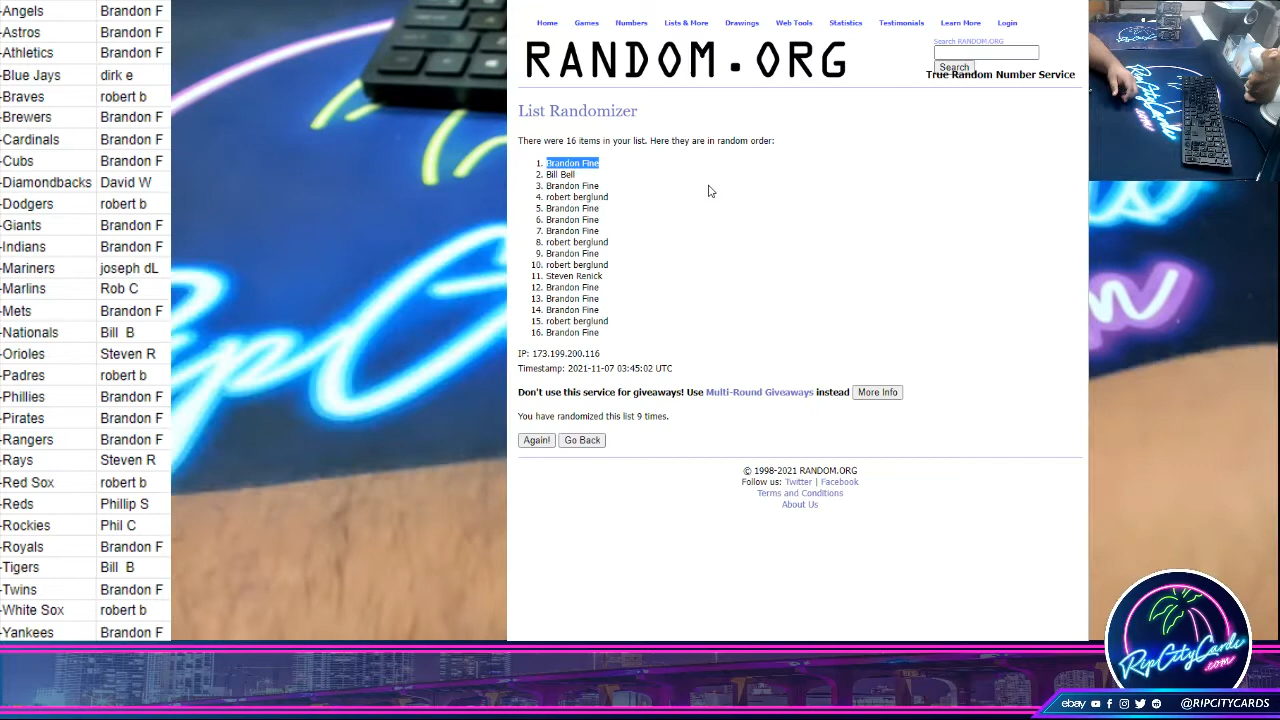 -Angels Brandon F
-Astros Brandon F
-Athletics Brandon F
-Blue Jays dirk e
-Braves robert b
-Brewers Brandon F
-Cardinals Brandon F
-Cubs Brandon F
-Diamondbacks David W
-Dodgers robert b
-Giants Brandon F
-Indians Brandon F
-Mariners joseph dL
-Marlins Rob C
-Mets Brandon F
-Nationals Bill B
-Orioles Steven R
-Padres robert b
-Phillies Brandon F
-Pirates Brandon F
-Rangers Brandon F
-Rays Steven R
-Red Sox robert b
-Reds Phillip S
-Rockies Phil C
-Royals Brandon F
-Tigers Bill B
-Twins Brandon F
-White Sox robert b
-Yankees Brandon F
Home Games Numbers Lists & More Drawings Web Tools Statistics Testimonials Learn More Login
RANDOM.ORG
Search RANDOM.ORG
Search
True Random Number Service
List Randomizer
There were 16 items in your list. Here they are in random order:
1. Brandon Fine
2. Bill Bell
3. Brandon Fine
4. robert berglund
5. Brandon Fine
6. Brandon Fine
7. Brandon Fine
8. robert berglund
9. Brandon Fine
10. robert berglund
11. Steven Renick
12. Brandon Fine
13. Brandon Fine
14. Brandon Fine
15. robert berglund
16. Brandon Fine
IP: 173.199.200.116
Timestamp: 2021-11-07 03:45:02 UTC
Don't use this service for giveaways! Use Multi-Round Giveaways instead More Info
You have randomized this list 9 times.
Again! Go Back
© 1998-2021 RANDOM.ORG
Follow us: Twitter | Facebook
Terms and Conditions
About Us
RipCityCards
.com
ebay @RIPCITYCARDS